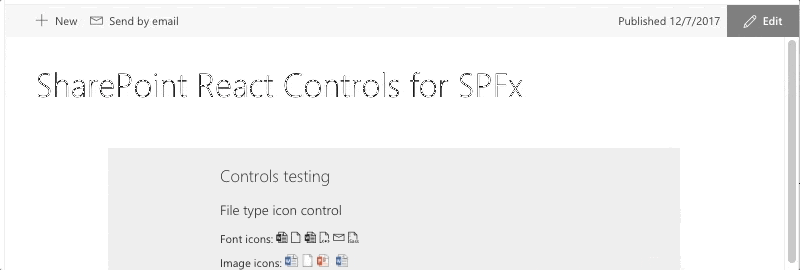 New Send by email Published 12/7/2017 Edit
SharePoint React Controls for SPFx
Controls testing
File type icon control
Font icons:
Image icons: